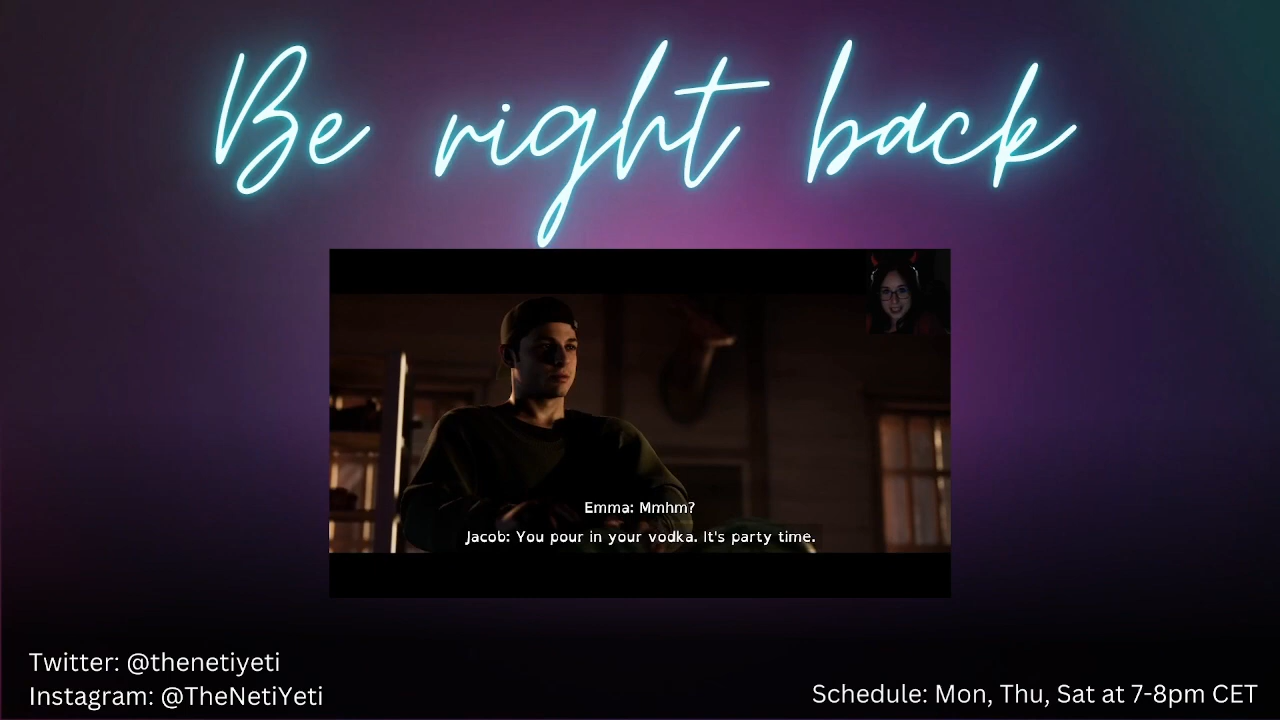 Be right back
Emma: Mmhm?
Jacob: You pour in your vodka. It's party time.
Twitter: @thenetiyeti
Instagram: @TheNetiYeti
Schedule: Mon, Thu, Sat at 7-8pm CET